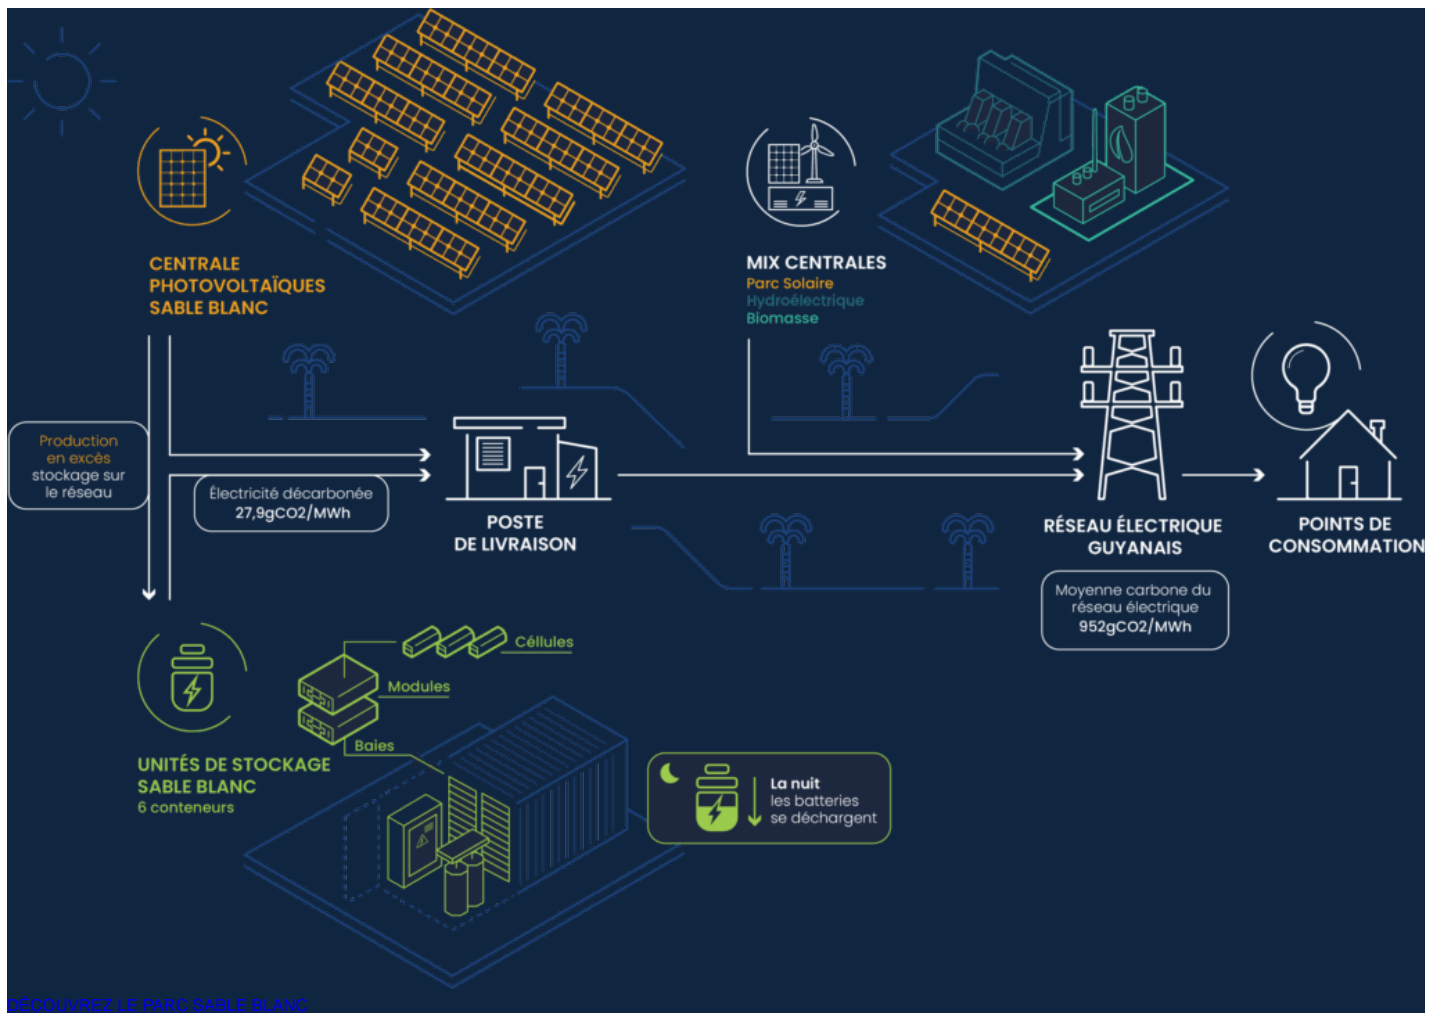 CENTRALE
PHOTOVOLTAÏQUES
SABLE BLANC
MIX CENTRALES
Parc Solaire
Hydroélectrique
Biomasse
Production
en excès
stockage sur
le réseau
Électricité décarbonée
27,9gCO2/MWh
POSTE
DE LIVRAISON
RÉSEAU ÉLECTRIQUE
GUYANAIS
Moyenne carbone du
réseau électrique
952gCO2/MWh
POINTS DE
CONSOMMATION
Céllules
Modules
Baies
UNITÉS DE STOCKAGE
SABLE BLANC
6 conteneurs
La nuit
les batteries
se déchargent
DÉCOUVREZ LE PARC SABLE BLANC